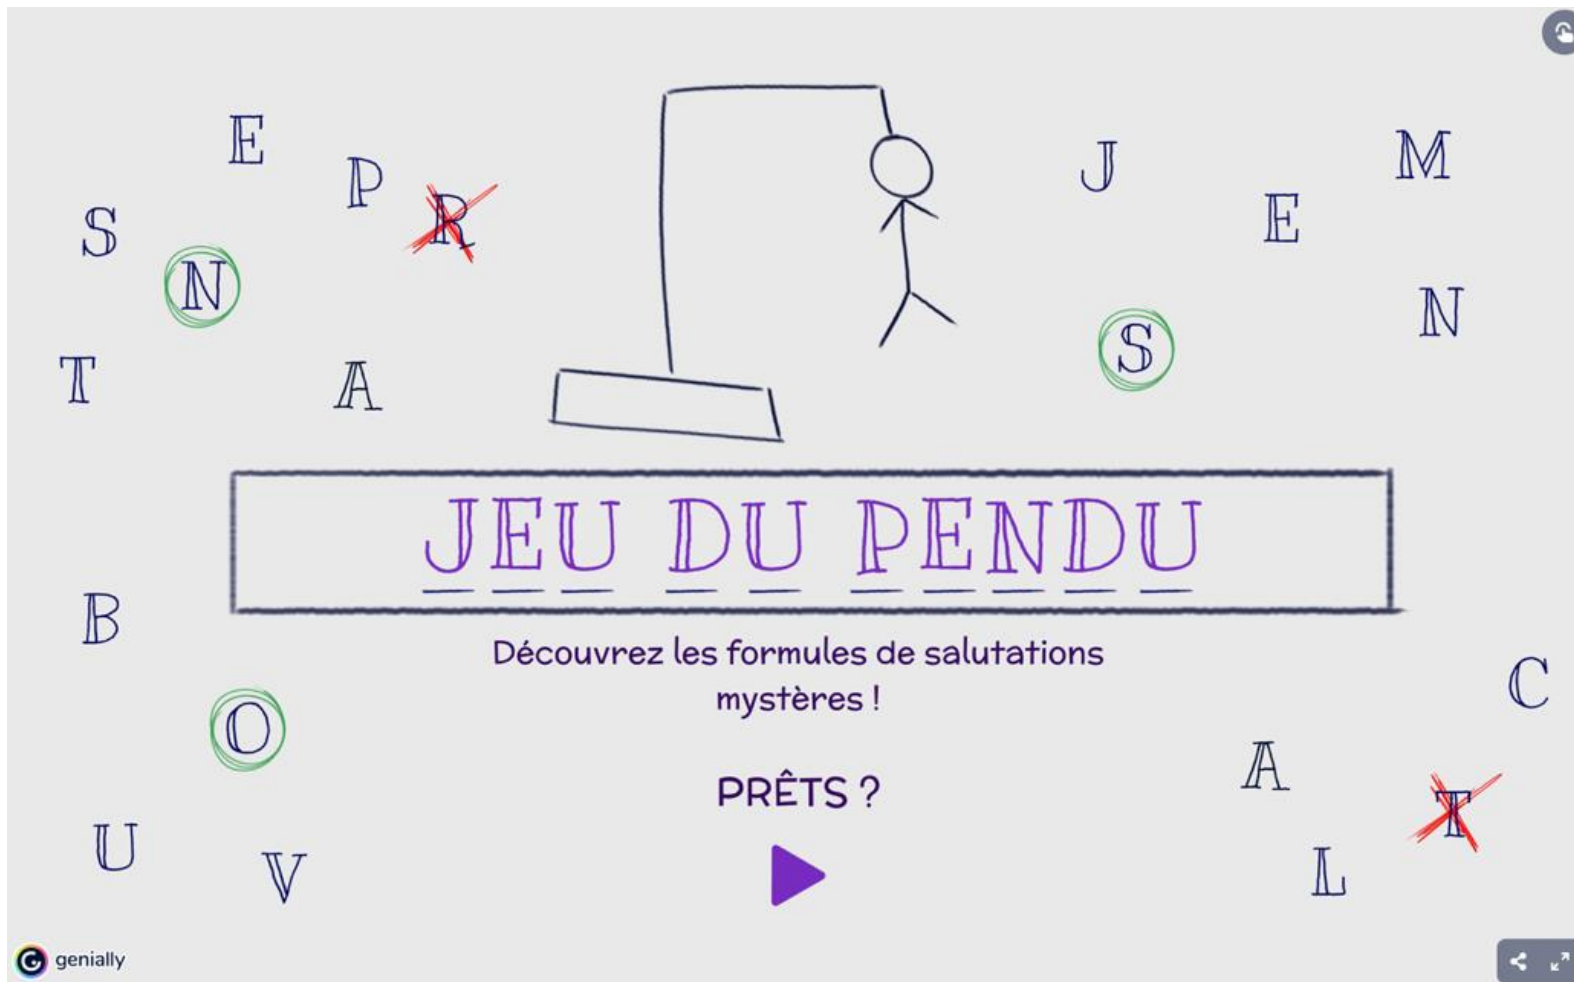 E
P
R
S
N
T
A
J
M
E
N
S
JEU DU PENDU
Découvrez les formules de salutations
mystères !
PRÊTS ?
B
O
U
V
C
A
T
L
genially